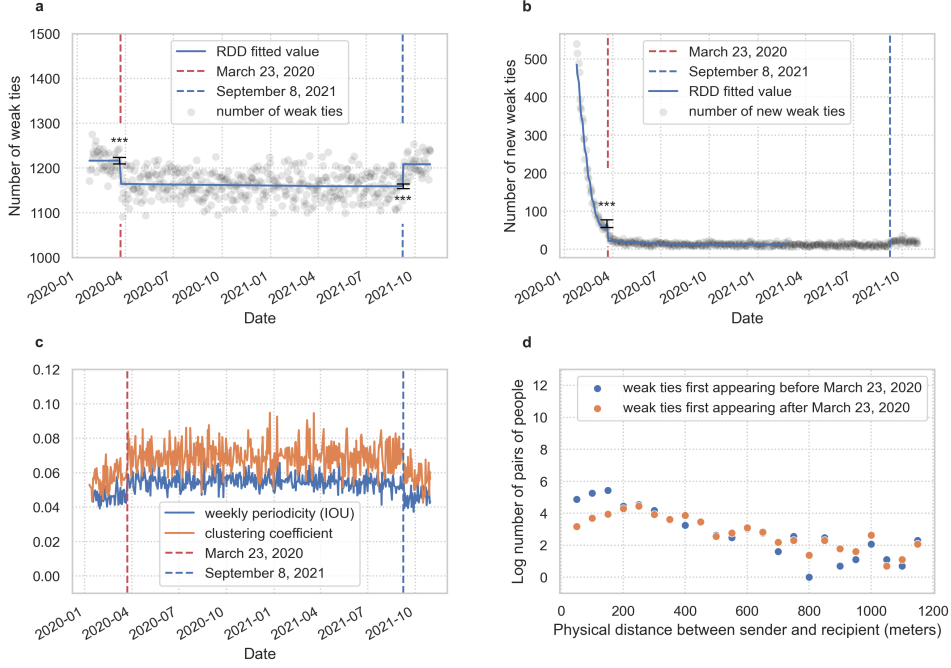 a
1500
1400
1300
1200
1100
1000
Number of weak ties
RDD fitted value
March 23, 2020
September 8, 2021
number of weak ties
***
***
2020-01
2020-04
2020-07
2020-10
2021-01
2021-04
2021-07
2021-10
Date
b
500
400
300
200
100
0
Number of new weak ties
March 23, 2020
September 8, 2021
RDD fitted value
number of new weak ties
***
2020-01
2020-04
2020-07
2020-10
2021-01
2021-04
2021-07
2021-10
Date
c
0.12
0.10
0.08
0.06
0.04
0.02
0.00
weekly periodicity (IOU)
clustering coefficient
March 23, 2020
September 8, 2021
2020-01
2020-04
2020-07
2020-10
2021-01
2021-04
2021-07
2021-10
Date
d
12
10
8
6
4
2
0
Log number of pairs of people
weak ties first appearing before March 23, 2020
weak ties first appearing after March 23, 2020
0
200
400
600
800
1000
1200
Physical distance between sender and recipient (meters)